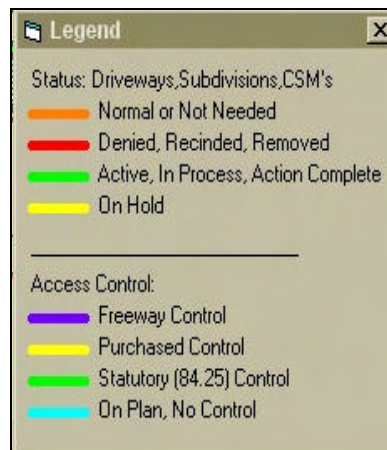 Legend
Status: Driveways,Subdivisions,CSM's
Normal or Not Needed
Denied, Recinded, Removed
Active, In Process, Action Complete
On Hold
Access Control:
Freeway Control
Purchased Control
Statutory (84.25) Control
On Plan, No Control